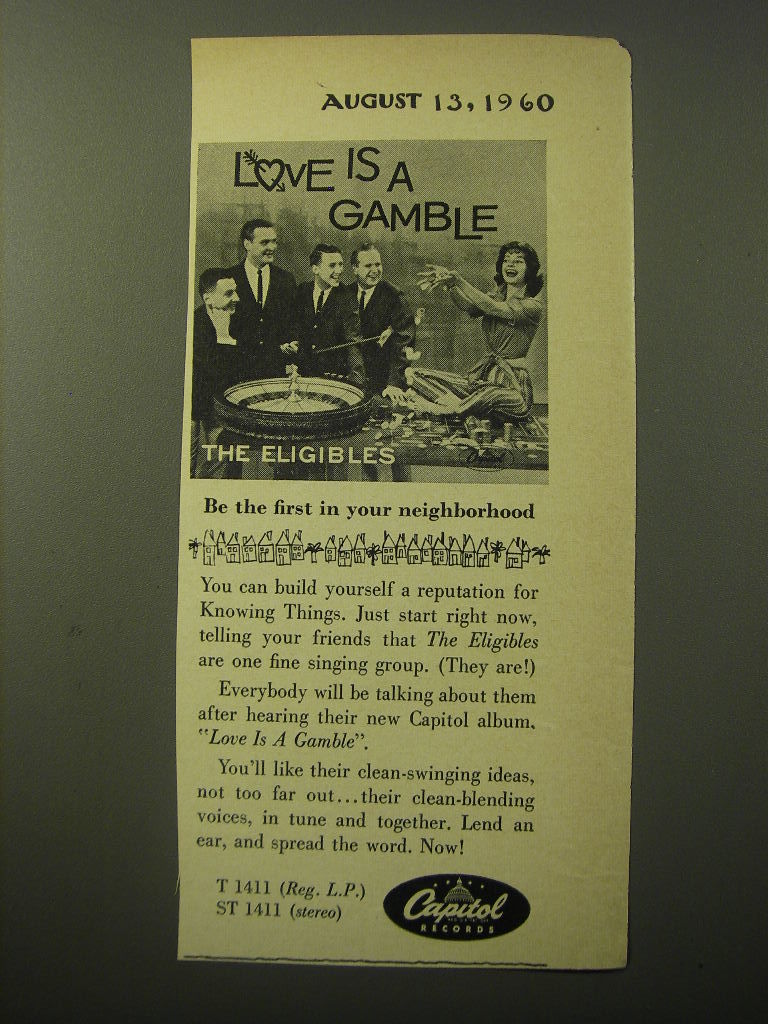 AUGUST 13, 1960
LOVE IS A
GAMBLE
THE ELIGIBLES
Capitol
Be the first in your neighborhood
You can build yourself a reputation for
Knowing Things. Just start right now,
telling your friends that The Eligibles
are one fine singing group. (They are!)
Everybody will be talking about them
after hearing their new Capitol album,
"Love Is A Gamble".
You'll like their clean-swinging ideas,
not too far out...their clean-blending
voices, in tune and together. Lend an
ear, and spread the word. Now!
T 1411 (Reg. L.P.)
ST 1411 (stereo)
Capitol
RECORDS